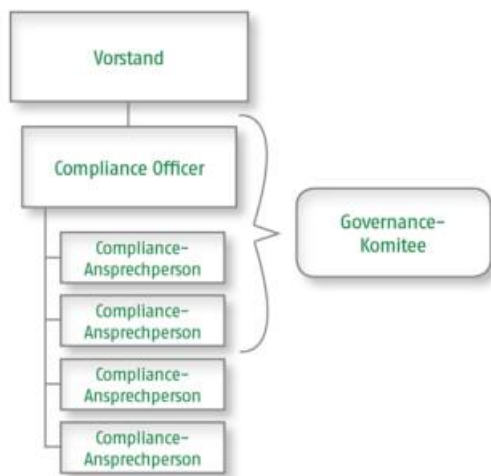 Vorstand
Compliance Officer
Compliance-
Ansprechperson
Compliance-
Ansprechperson
Compliance-
Ansprechperson
Compliance-
Ansprechperson
Governance-
Komitee